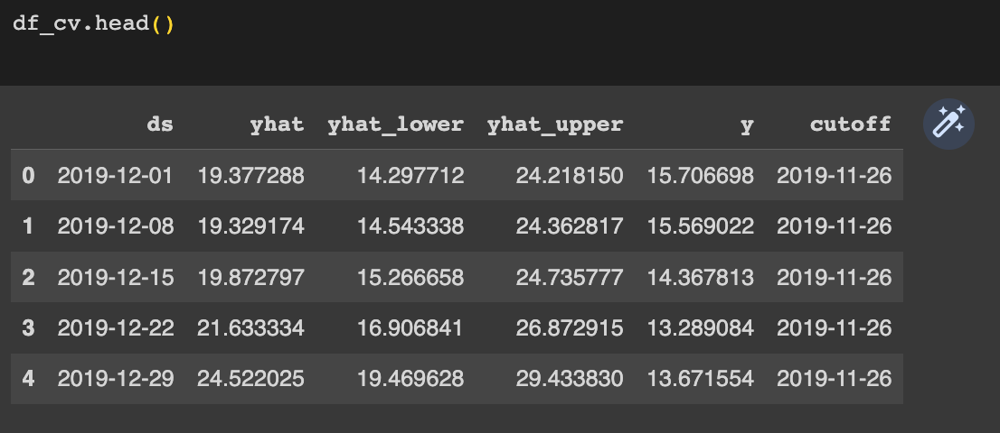 df_cv.head()
ds yhat yhat_lower yhat_upper y cutoff
0 2019-12-01 19.377288 14.297712 24.218150 15.706698 2019-11-26
1 2019-12-08 19.329174 14.543338 24.362817 15.569022 2019-11-26
2 2019-12-15 19.872797 15.266658 24.735777 14.367813 2019-11-26
3 2019-12-22 21.633334 16.906841 26.872915 13.289084 2019-11-26
4 2019-12-29 24.522025 19.469628 29.433830 13.671554 2019-11-26